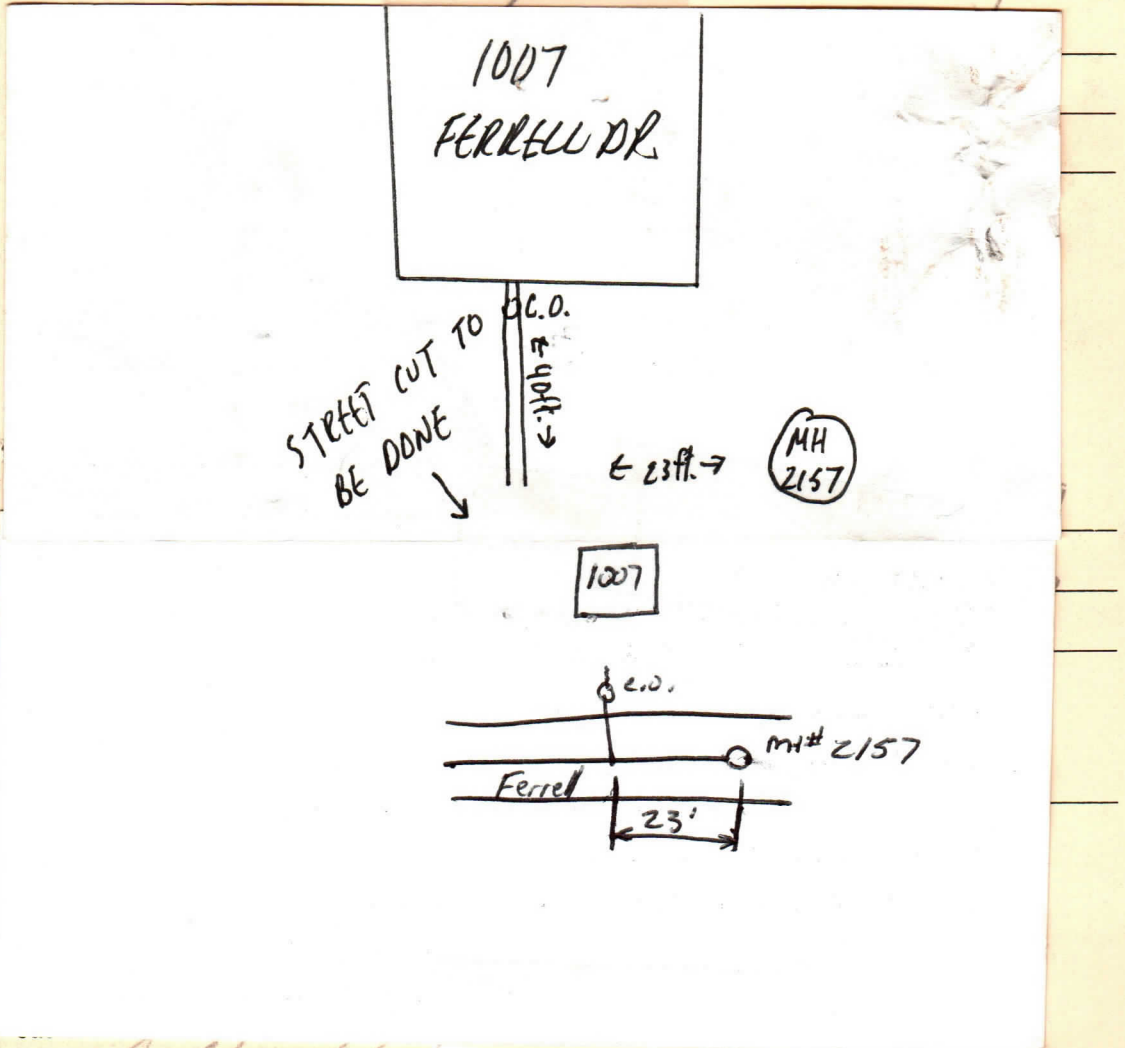 1007
FERRELL DR
C.O.
STREET CUT TO
BE DONE
← 40ft. →
← 23ft. →
MH
2157
1007
c.o.
MH# 2157
Ferrell
23'